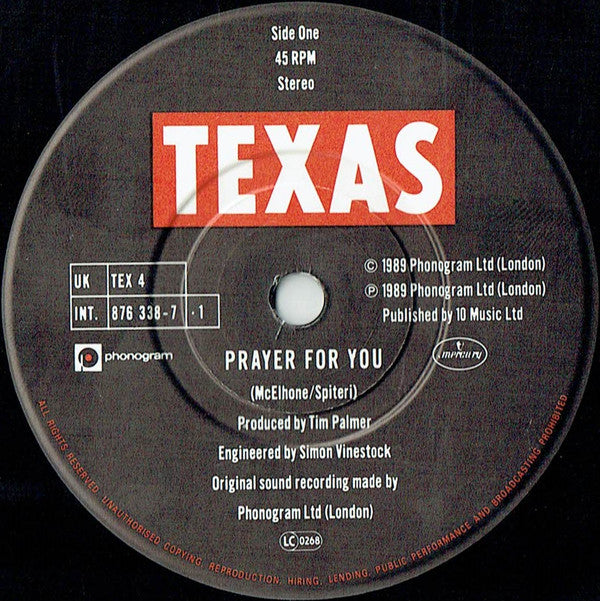 Side One
45 RPM
Stereo
TEXAS
UK TEX 4
INT. 876 338-7 .1
© 1989 Phonogram Ltd (London)
℗ 1989 Phonogram Ltd (London)
Published by 10 Music Ltd
phonogram
mercury
PRAYER FOR YOU
(McElhone/Spiteri)
Produced by Tim Palmer
Engineered by Simon Vinestock
Original sound recording made by
Phonogram Ltd (London)
LC 0268
ALL RIGHTS RESERVED. UNAUTHORISED COPYING, REPRODUCTION, HIRING, LENDING, PUBLIC PERFORMANCE AND BROADCASTING PROHIBITED